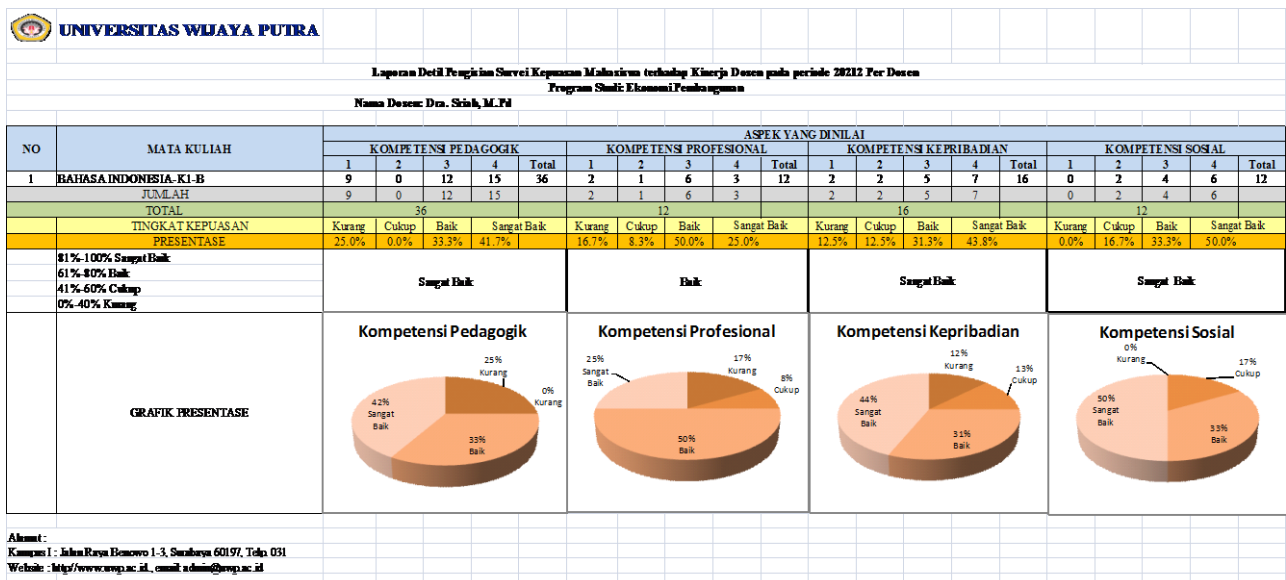 UNIVERSITAS WIJAYA PUTRA
Laporan Detil Pengisian Survei Kepuasan Mahasiswa terhadap Kinerja Dosen pada periode 20212 Per Dosen
Program Studi: Ekonomi Pembangunan
Nama Dosen: Dra. Sriah, M.Pd
NO MATA KULIAH ASPEK YANG DINILAI
KOMPETENSI PEDAGOGIK KOMPETENSI PROFESIONAL KOMPETENSI KEPRIBADIAN KOMPETENSI SOSIAL
1 2 3 4 Total 1 2 3 4 Total 1 2 3 4 Total 1 2 3 4 Total
1 BAHASA INDONESIA-K1-B 9 0 12 15 36 2 1 6 3 12 2 2 5 7 16 0 2 4 6 12
JUMLAH 9 0 12 15 2 1 6 3 2 2 5 7 0 2 4 6
TOTAL 36 12 16 12
TINGKAT KEPUASAN Kurang Cukup Baik Sangat Baik Kurang Cukup Baik Sangat Baik Kurang Cukup Baik Sangat Baik Kurang Cukup Baik Sangat Baik
PRESENTASE 25.0% 0.0% 33.3% 41.7% 16.7% 8.3% 50.0% 25.0% 12.5% 12.5% 31.3% 43.8% 0.0% 16.7% 33.3% 50.0%
81%-100% Sangat Baik
61%-80% Baik
41%-60% Cukup
0%-40% Kurang
Sangat Baik Baik Sangat Baik Sangat Baik
GRAFIK PRESENTASE
Kompetensi Pedagogik
25%
Kurang
0%
Kurang
33%
Baik
42%
Sangat
Baik
Kompetensi Profesional
17%
Kurang
8%
Cukup
50%
Baik
25%
Sangat
Baik
Kompetensi Kepribadian
12%
Kurang
13%
Cukup
31%
Baik
44%
Sangat
Baik
Kompetensi Sosial
0%
Kurang
17%
Cukup
33%
Baik
50%
Sangat
Baik
Alamat :
Kampus I : Jalan Raya Benowo 1-3, Surabaya 60197, Telp. 031
Website : http://www.uwp.ac.id., email: admin@uwp.ac.id